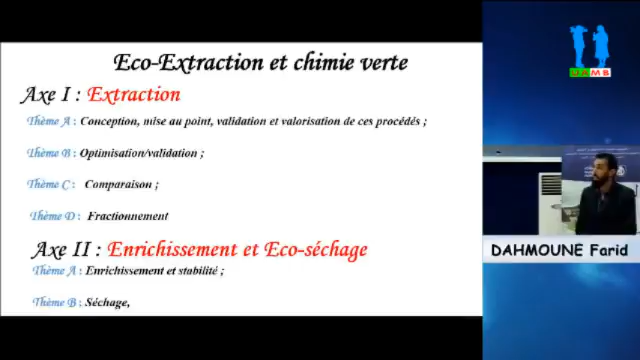 Eco-Extraction et chimie verte
Axe I : Extraction
Thème A : Conception, mise au point, validation et valorisation de ces procédés ;
Thème B : Optimisation/validation ;
Thème C : Comparaison ;
Thème D : Fractionnement
Axe II : Enrichissement et Eco-séchage
Thème A : Enrichissement et stabilité ;
Thème B : Séchage,
DAHMOUNE Farid